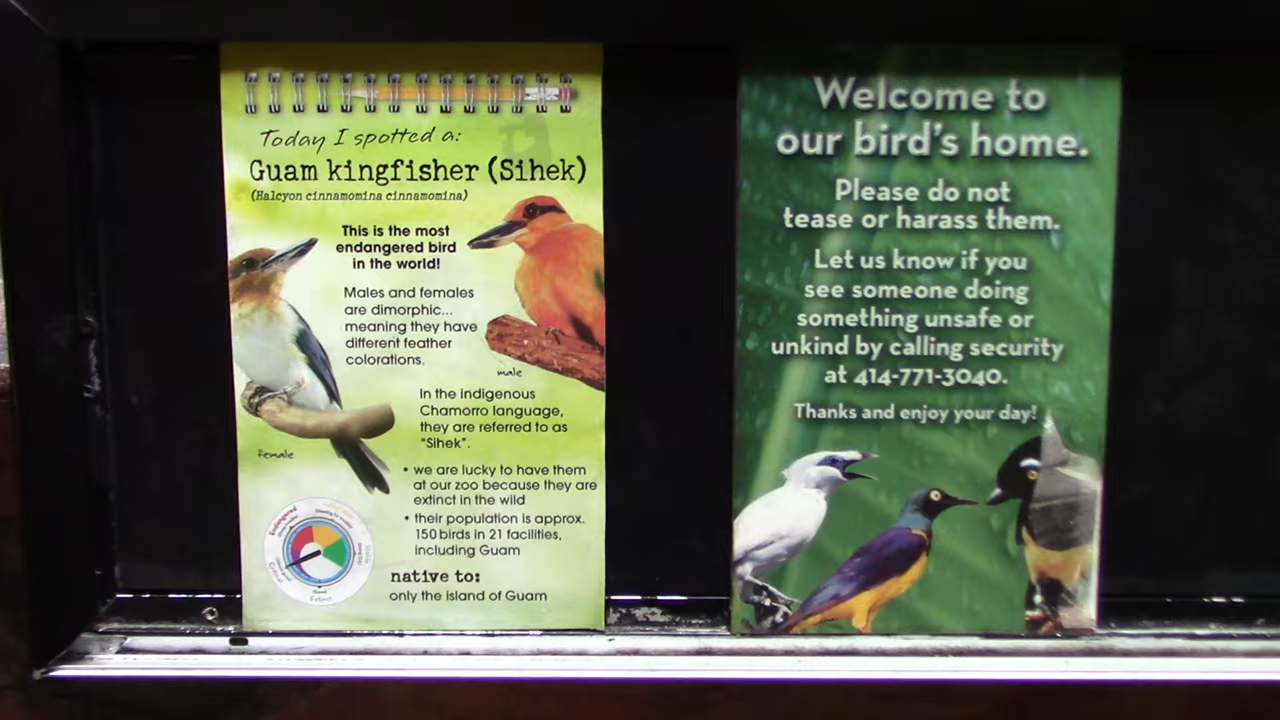 Today I spotted a:
Guam kingfisher (Sihek)
(Halcyon cinnamomina cinnamomina)
This is the most
endangered bird
in the world!
Males and females
are dimorphic...
meaning they have
different feather
colorations.
male
In the indigenous
Chamorro language,
they are referred to as
"Sihek".
female
• we are lucky to have them
at our zoo because they are
extinct in the wild
• their population is approx.
150 birds in 21 facilities,
including Guam
Endangered
Critical
Extinct
native to:
only the island of Guam
Welcome to
our bird's home.
Please do not
tease or harass them.
Let us know if you
see someone doing
something unsafe or
unkind by calling security
at 414-771-3040.
Thanks and enjoy your day!